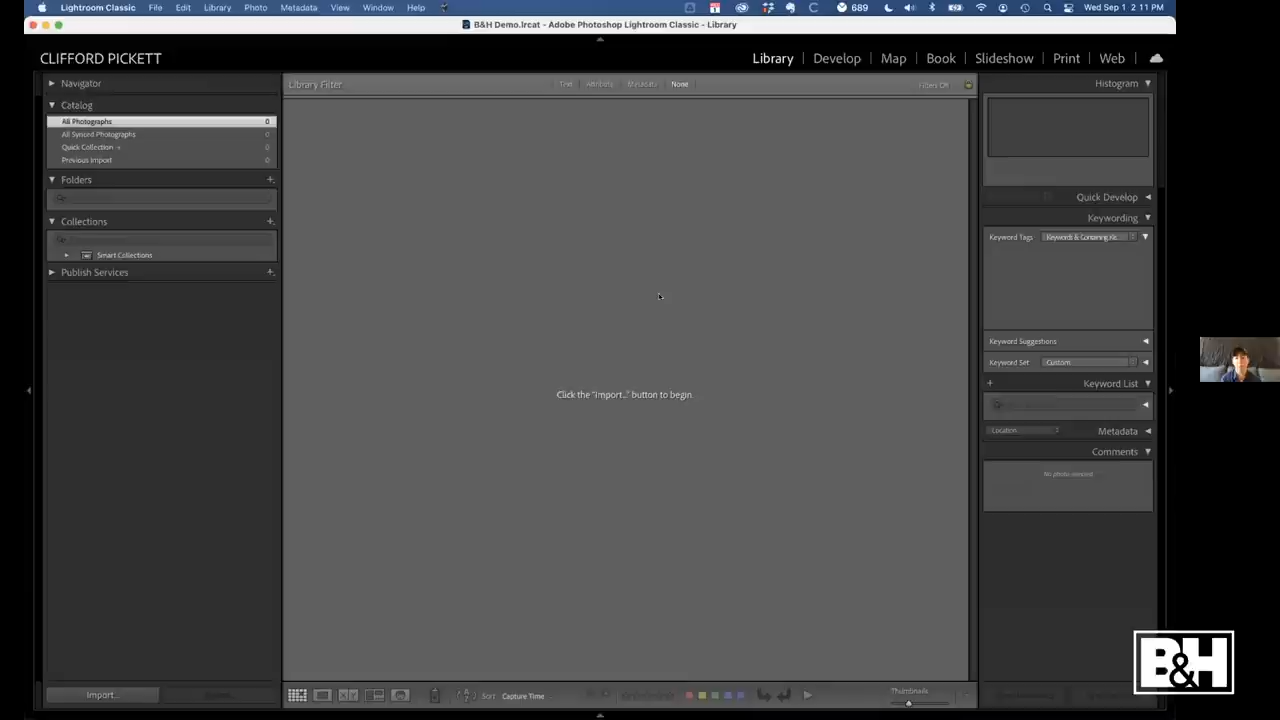 Lightroom Classic File Edit Library Photo Metadata View Window Help 689 Wed Sep 1 2:11 PM
B&H Demo.lrcat - Adobe Photoshop Lightroom Classic - Library
CLIFFORD PICKETT
Library | Develop | Map | Book | Slideshow | Print | Web
Navigator
Catalog
All Photographs 0
All Synced Photographs 0
Quick Collection + 0
Previous Import 0
Folders +
Collections +
Smart Collections
Publish Services +
Import...
Library Filter Text Attribute Metadata None Filters Off
Click the "Import..." button to begin.
Sort: Capture Time Thumbnails
Histogram
Quick Develop
Keywording
Keyword Tags
Keyword Suggestions
Keyword Set Custom
+ Keyword List
Location Metadata
Comments
No photo selected
B&H